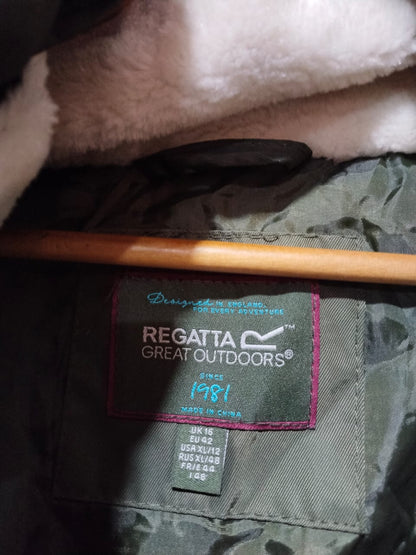 Designed IN ENGLAND,
FOR EVERY ADVENTURE
REGATTA R™
GREAT OUTDOORS®
SINCE
1981
MADE IN CHINA
UK 16
EU 42
USA XL/12
RUS XL/48
FR/E 44
I 48